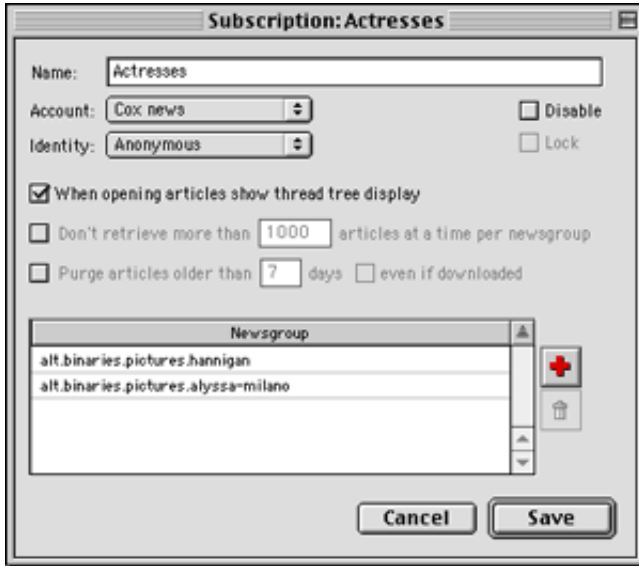 Subscription: Actresses
Name: Actresses
Account: Cox news Disable
Identity: Anonymous Lock
When opening articles show thread tree display
Don't retrieve more than 1000 articles at a time per newsgroup
Purge articles older than 7 days even if downloaded
Newsgroup
alt.binaries.pictures.hannigan
alt.binaries.pictures.alyssa-milano
Cancel Save